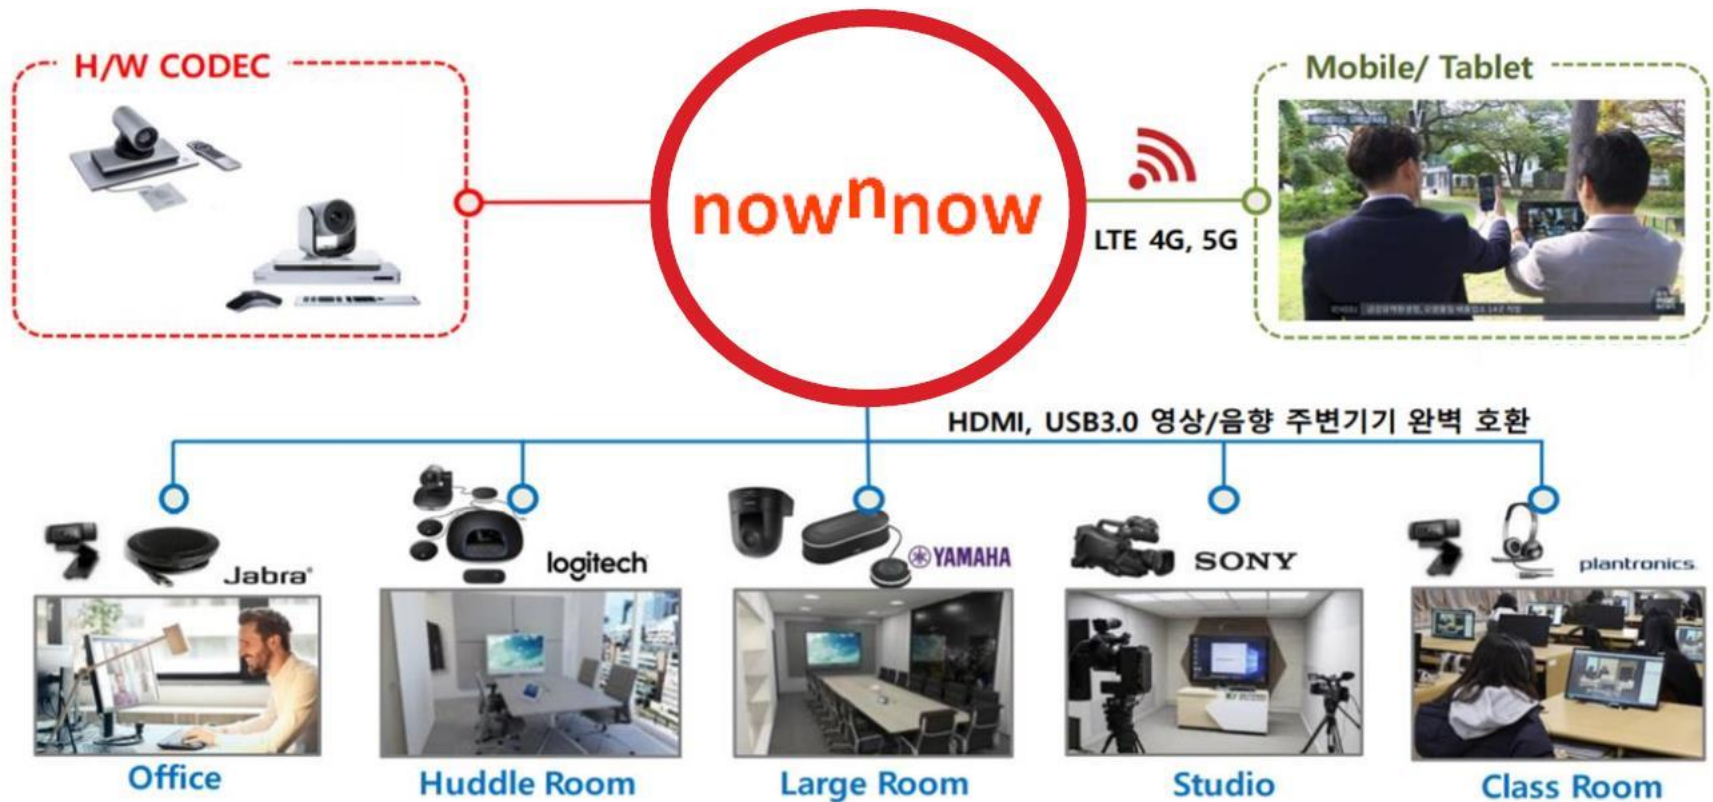 H/W CODEC
Mobile/ Tablet
nownnow
LTE 4G, 5G
HDMI, USB3.0 영상/음향 주변기기 완벽 호환
Jabra
logitech
YAMAHA
SONY
plantronics
Office
Huddle Room
Large Room
Studio
Class Room